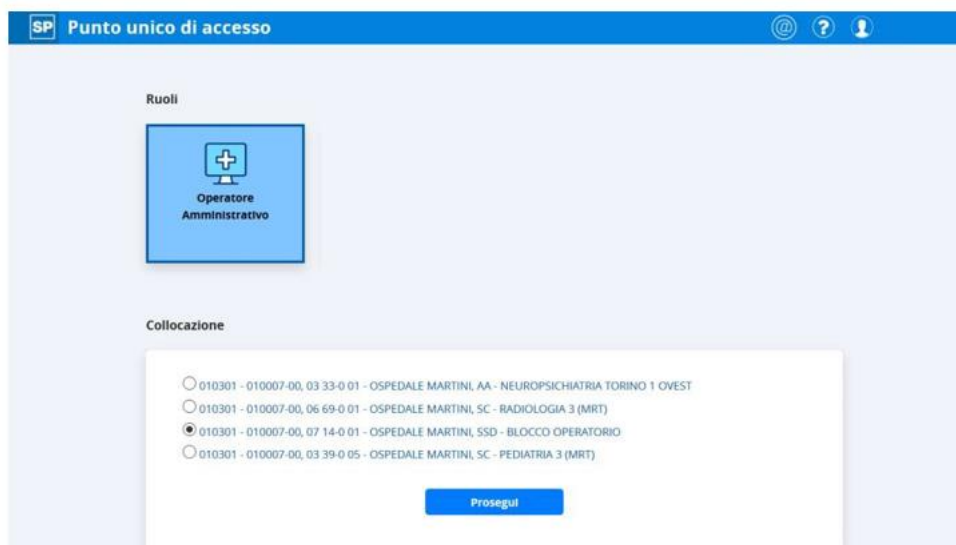 SP Punto unico di accesso @ ?
Ruoli
Operatore
Amministrativo
Collocazione
010301 - 010007-00, 03 33-0 01 - OSPEDALE MARTINI, AA - NEUROPSICHIATRIA TORINO 1 OVEST
010301 - 010007-00, 06 69-0 01 - OSPEDALE MARTINI, SC - RADIOLOGIA 3 (MRT)
010301 - 010007-00, 07 14-0 01 - OSPEDALE MARTINI, SSD - BLOCCO OPERATORIO
010301 - 010007-00, 03 39-0 05 - OSPEDALE MARTINI, SC - PEDIATRIA 3 (MRT)
Prosegui